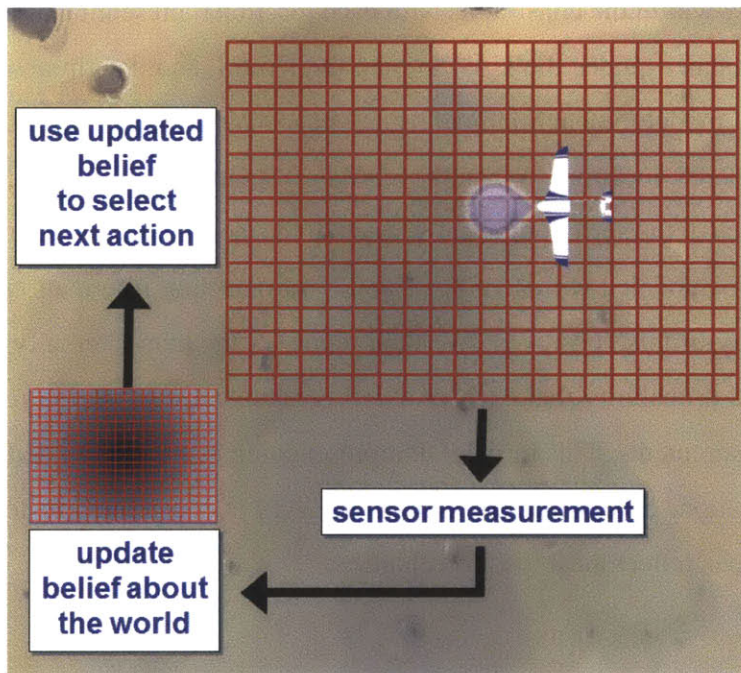 use updated
belief
to select
next action
sensor measurement
update
belief about
the world